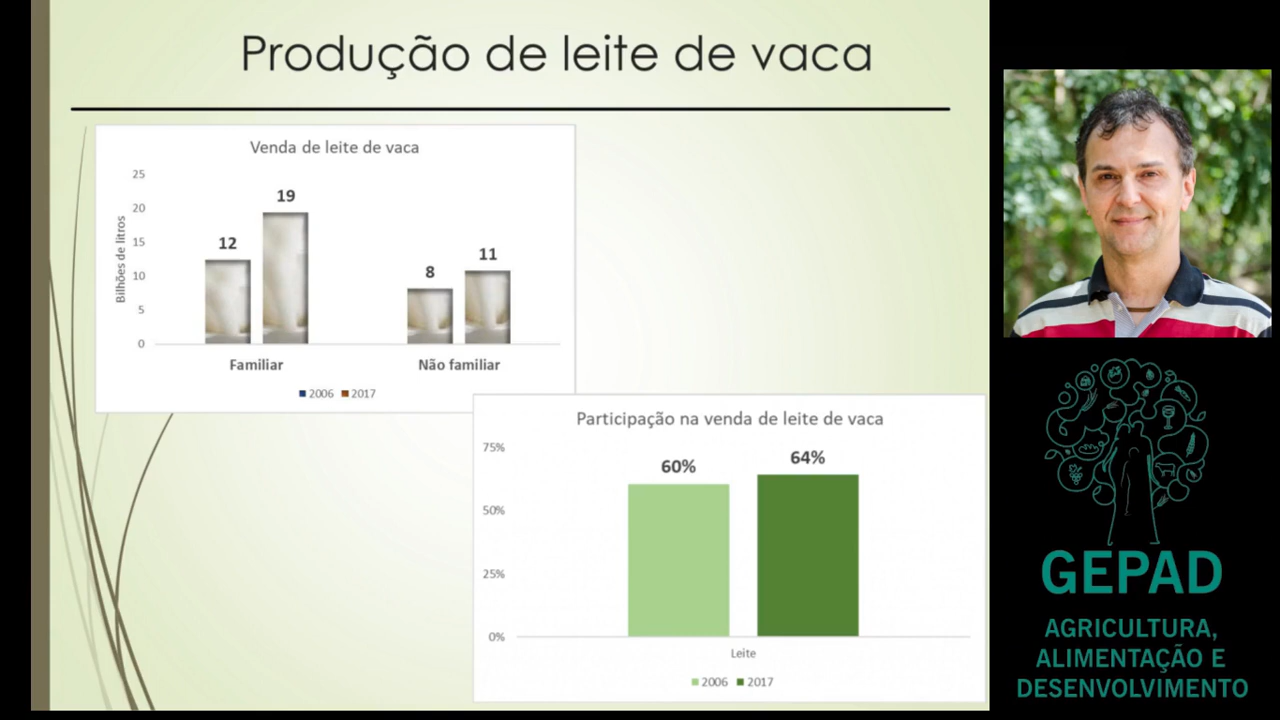 Produção de leite de vaca
Venda de leite de vaca
Bilhões de litros
25
20
15
10
5
0
12
19
8
11
Familiar
Não familiar
2006
2017
Participação na venda de leite de vaca
75%
50%
25%
0%
60%
64%
Leite
2006
2017
GEPAD
AGRICULTURA,
ALIMENTAÇÃO E
DESENVOLVIMENTO